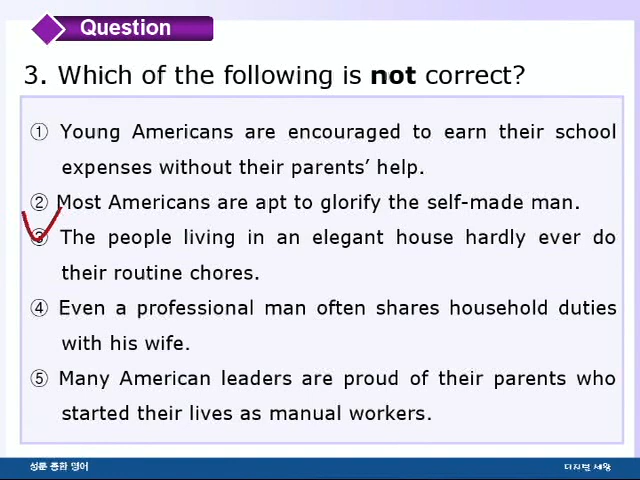 Question
3. Which of the following is not correct?
① Young Americans are encouraged to earn their school
expenses without their parents’ help.
② Most Americans are apt to glorify the self-made man.
③ The people living in an elegant house hardly ever do
their routine chores.
④ Even a professional man often shares household duties
with his wife.
⑤ Many American leaders are proud of their parents who
started their lives as manual workers.
성문 종합 영어
디지털 세상